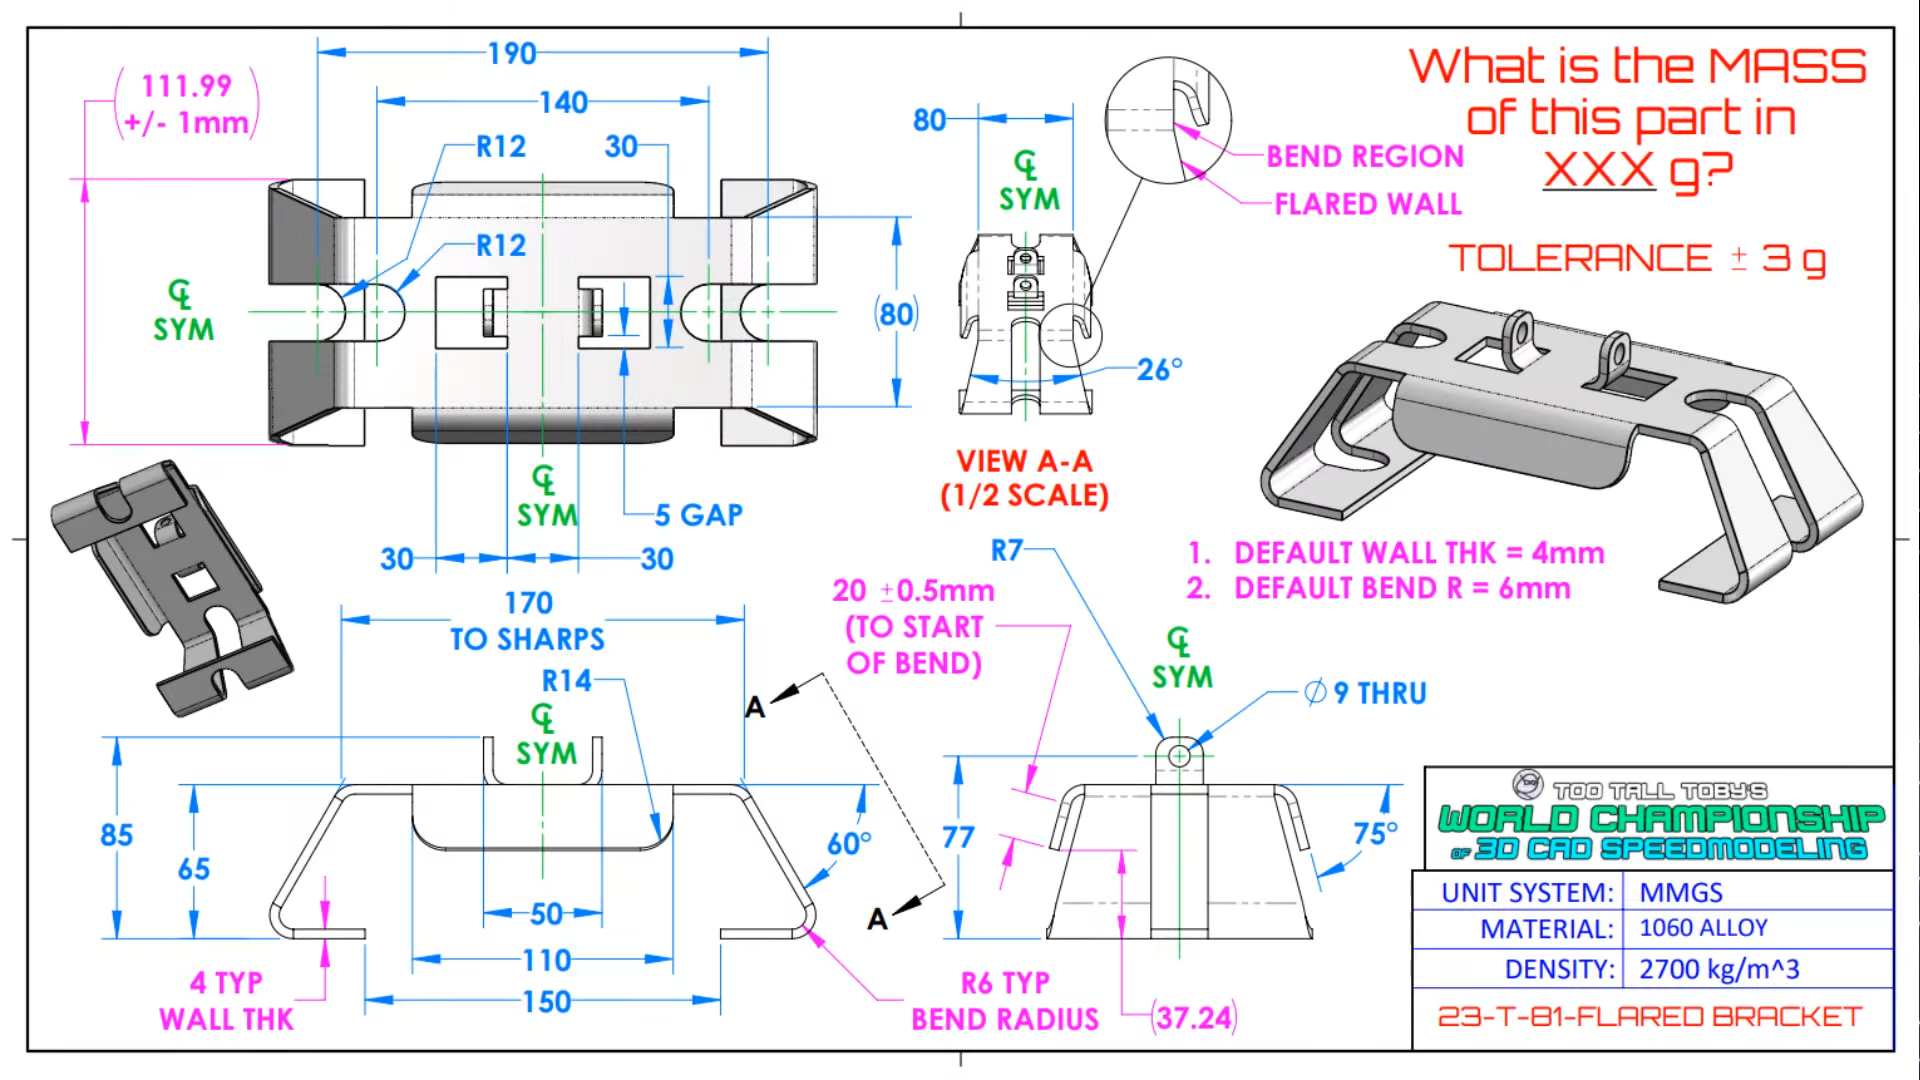 190
140
R12
30
R12
(111.99
+/- 1mm)
80
℄
SYM
BEND REGION
FLARED WALL
What is the MASS
of this part in
XXX g?
TOLERANCE ± 3 g
℄
SYM
(80)
26°
VIEW A-A
(1/2 SCALE)
℄
SYM
5 GAP
30
30
1. DEFAULT WALL THK = 4mm
2. DEFAULT BEND R = 6mm
170
TO SHARPS
R14
R7
20 ±0.5mm
(TO START
OF BEND)
℄
SYM
A
℄
SYM
∅ 9 THRU
85
65
60°
77
75°
50
A
110
150
4 TYP
WALL THK
R6 TYP
BEND RADIUS
(37.24)
TOO TALL TOBY'S
WORLD CHAMPIONSHIP
OF 3D CAD SPEEDMODELING
UNIT SYSTEM: MMGS
MATERIAL: 1060 ALLOY
DENSITY: 2700 kg/m^3
23-T-81-FLARED BRACKET